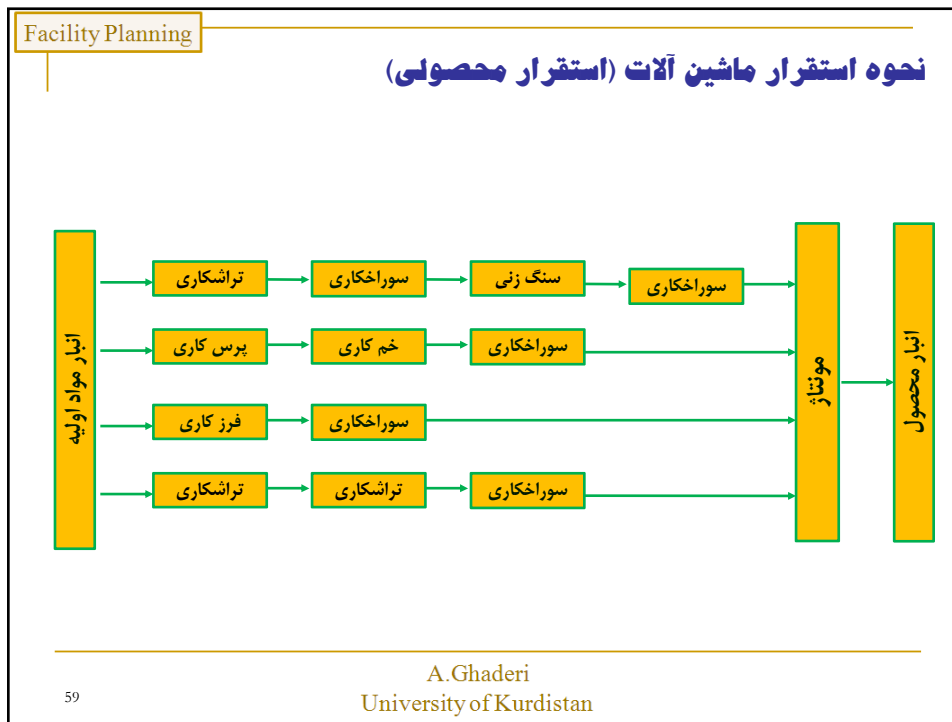 Facility Planning
نحوه استقرار ماشین آلات (استقرار محصولی)
انبار مواد اولیه
تراشکاری
سوراخکاری
سنگ زنی
سوراخکاری
پرس کاری
خم کاری
سوراخکاری
فرز کاری
سوراخکاری
تراشکاری
تراشکاری
سوراخکاری
مونتاژ
انبار محصول
A.Ghaderi
University of Kurdistan
59